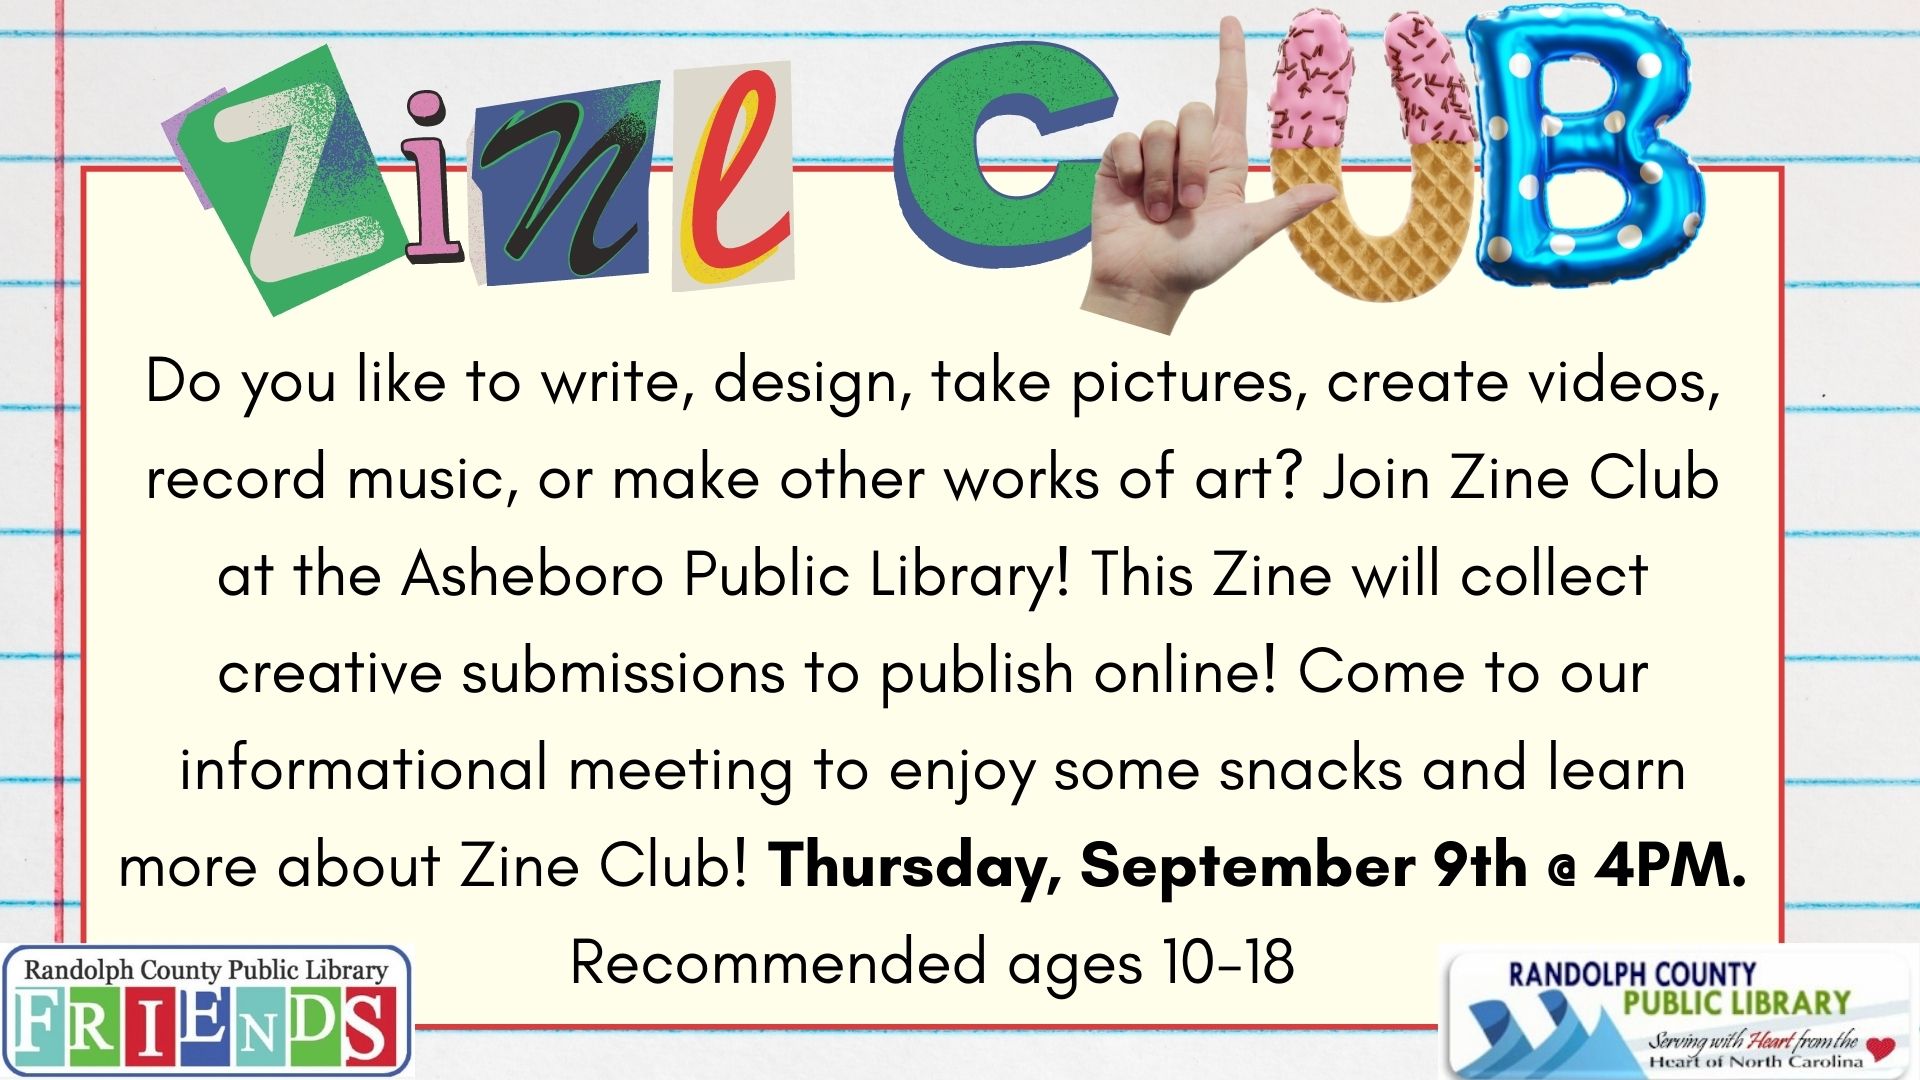 Zine CLUB
Do you like to write, design, take pictures, create videos,
record music, or make other works of art? Join Zine Club
at the Asheboro Public Library! This Zine will collect
creative submissions to publish online! Come to our
informational meeting to enjoy some snacks and learn
more about Zine Club! Thursday, September 9th @ 4PM.
Recommended ages 10-18
Randolph County Public Library
FRIENDS
RANDOLPH COUNTY
PUBLIC LIBRARY
Serving with Heart from the
Heart of North Carolina